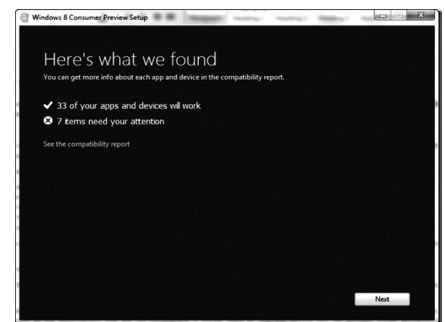 Windows 8 Consumer Preview Setup
Here's what we found
You can get more info about each app and device in the compatibility report.
33 of your apps and devices will work
7 items need your attention
See the compatibility report
Next